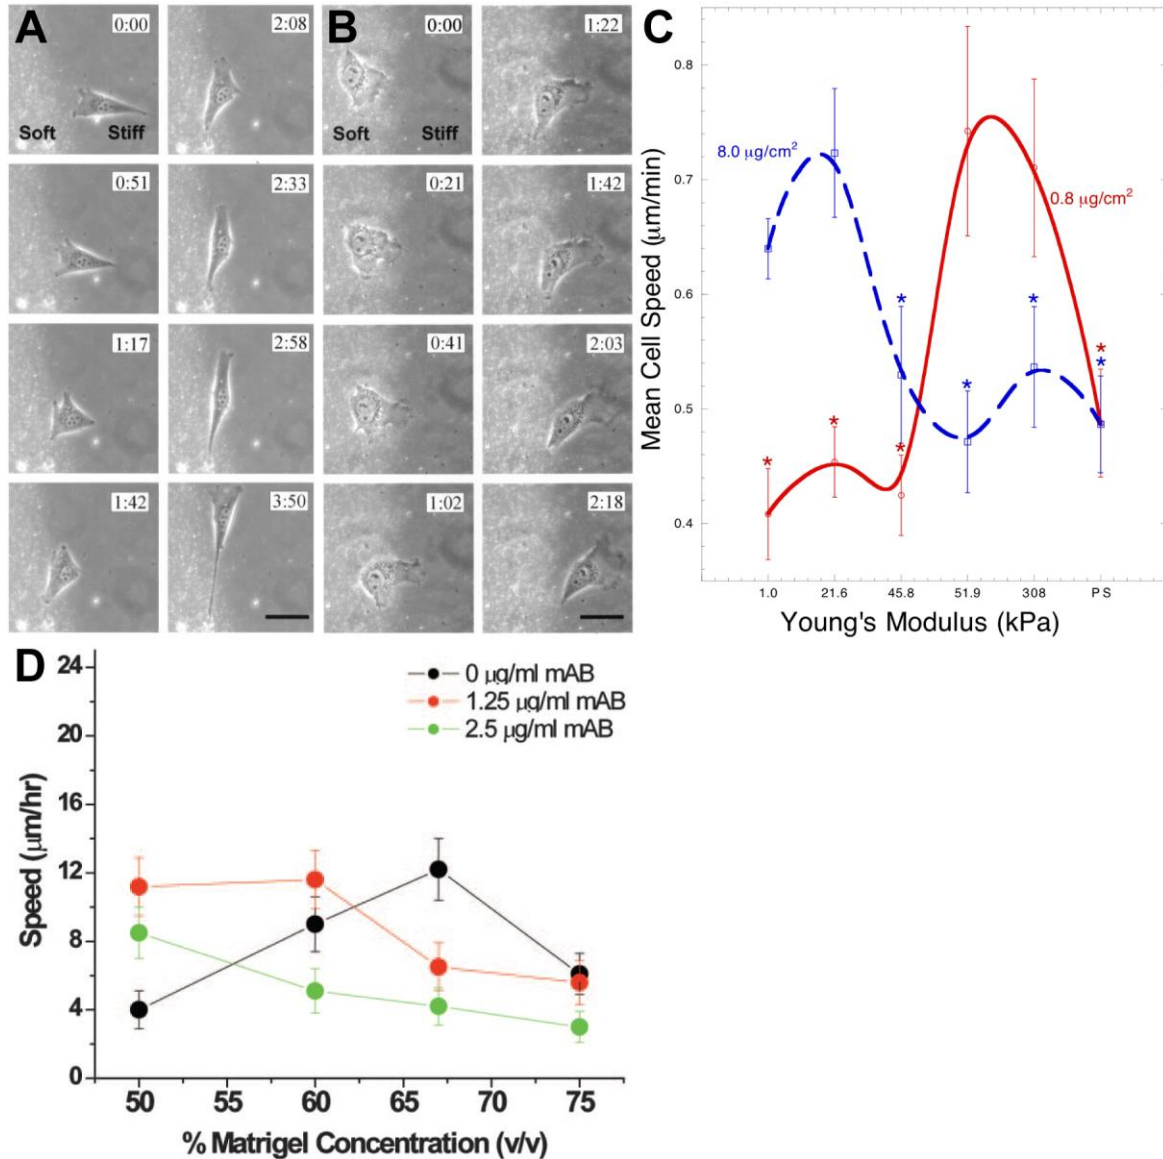 A
0:00
2:08
Soft Stiff
0:51
2:33
1:17
2:58
1:42
3:50
B
0:00
1:22
Soft Stiff
0:21
1:42
0:41
2:03
1:02
2:18
C
0.8
0.7
0.6
0.5
0.4
Mean Cell Speed (μm/min)
8.0 μg/cm²
0.8 μg/cm²
*
*
*
*
*
*
*
*
1.0 21.6 45.8 51.9 308 PS
Young's Modulus (kPa)
D
24
20
16
12
8
4
0
Speed (μm/hr)
0 μg/ml mAB
1.25 μg/ml mAB
2.5 μg/ml mAB
50 55 60 65 70 75
% Matrigel Concentration (v/v)